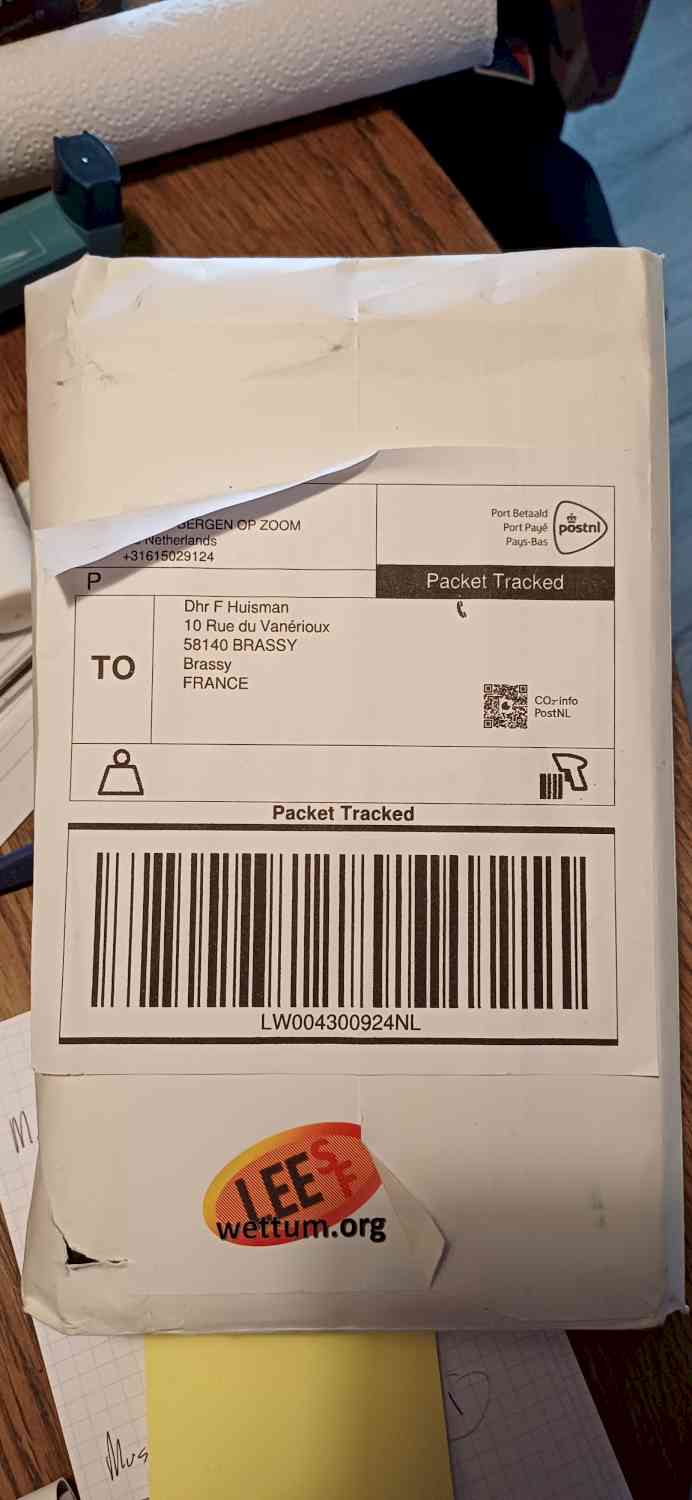 BERGEN OP ZOOM
Netherlands
+31615029124
P
Port Betaald
Port Payé
Pays-Bas
postnl
Packet Tracked
TO
Dhr F Huisman
10 Rue du Vanérioux
58140 BRASSY
Brassy
FRANCE
CO₂-info
PostNL
Packet Tracked
LW004300924NL
LEES
SF
wettum.org